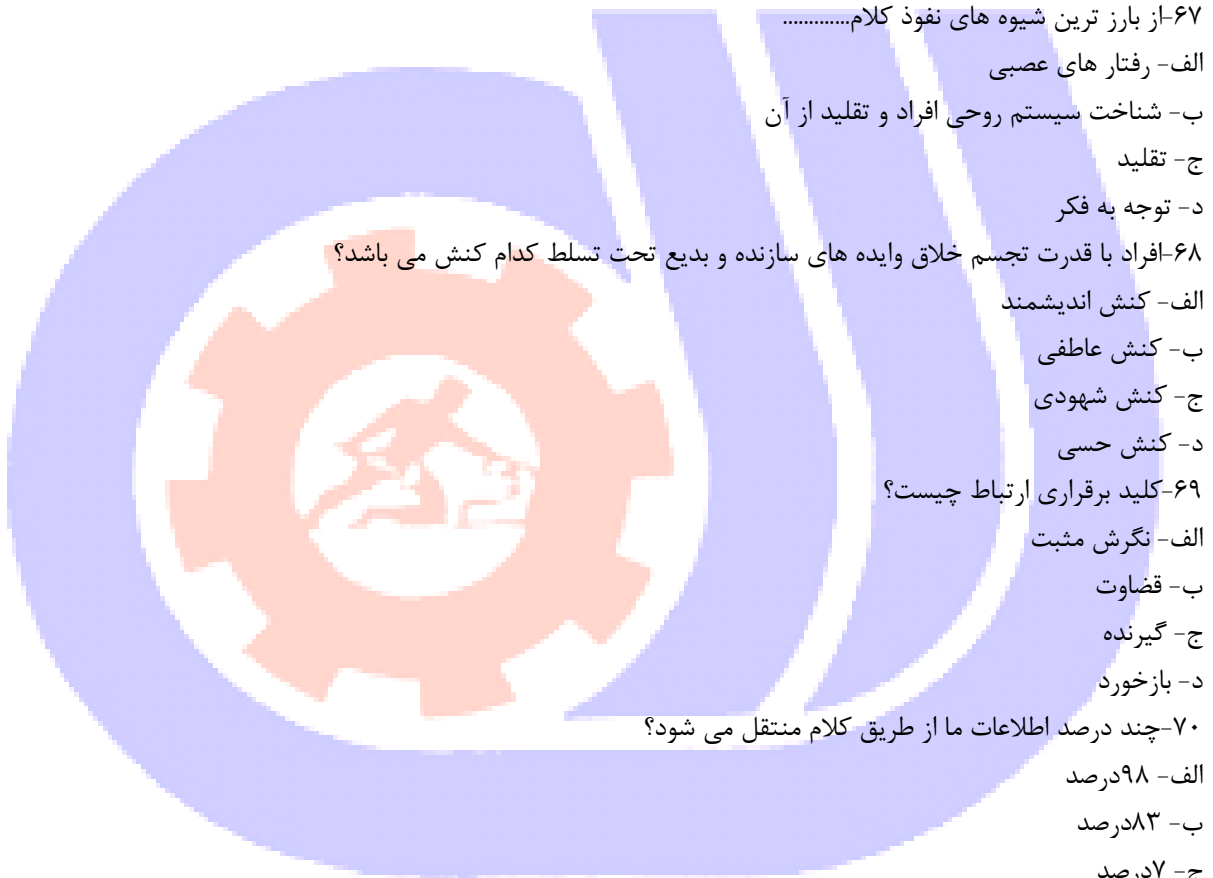 ۶۷-از بارز ترین شیوه های نفوذ کلام.............
الف- رفتار های عصبی
ب- شناخت سیستم روحی افراد و تقلید از آن
ج- تقلید
د- توجه به فکر
۶۸-افراد با قدرت تجسم خلاق وایده های سازنده و بدیع تحت تسلط کدام کنش می باشد؟
الف- کنش اندیشمند
ب- کنش عاطفی
ج- کنش شهودی
د- کنش حسی
۶۹-کلید برقراری ارتباط چیست؟
الف- نگرش مثبت
ب- قضاوت
ج- گیرنده
د- بازخورد
۷۰-چند درصد اطلاعات ما از طریق کلام منتقل می شود؟
الف- ۹۸درصد
ب- ۸۳درصد
ج- ۷درصد